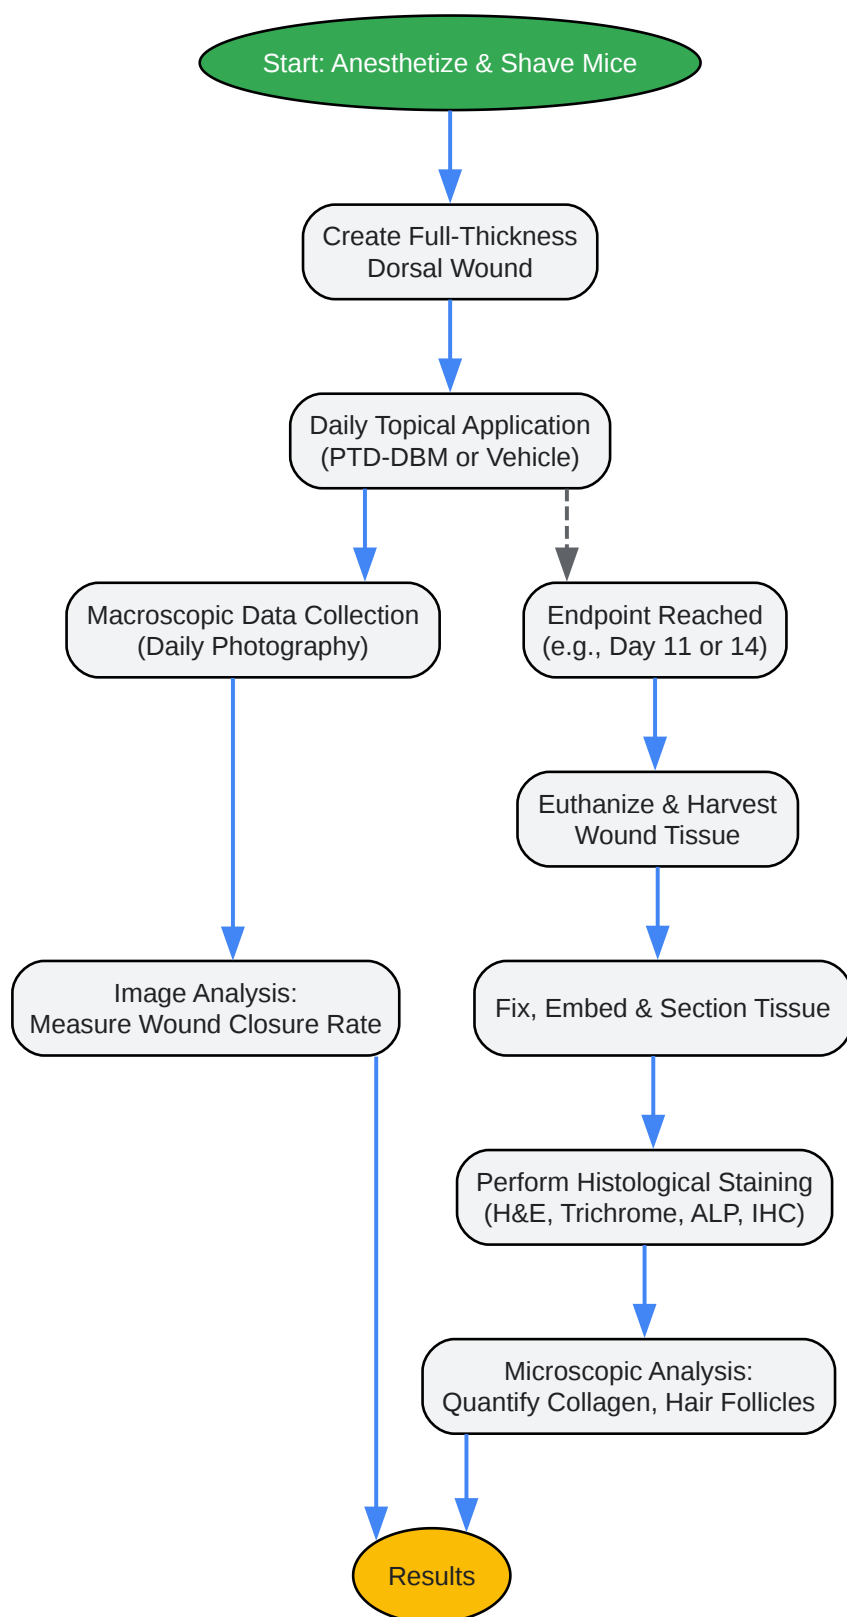 Start: Anesthetize & Shave Mice
Create Full-Thickness
Dorsal Wound
Daily Topical Application
(PTD-DBM or Vehicle)
Macroscopic Data Collection
(Daily Photography)
Endpoint Reached
(e.g., Day 11 or 14)
Euthanize & Harvest
Wound Tissue
Image Analysis:
Measure Wound Closure Rate
Fix, Embed & Section Tissue
Perform Histological Staining
(H&E, Trichrome, ALP, IHC)
Microscopic Analysis:
Quantify Collagen, Hair Follicles
Results